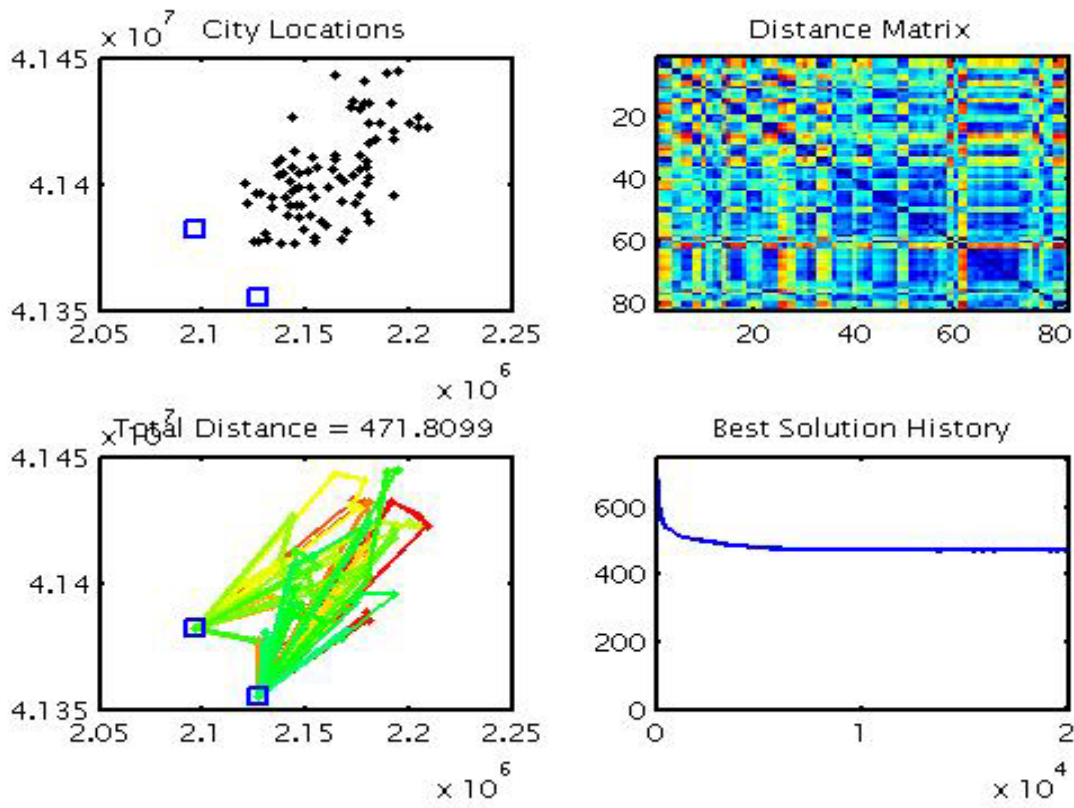 × 10^7
City Locations
4.145
4.14
4.135
2.05 2.1 2.15 2.2 2.25
× 10^6
Distance Matrix
20
40
60
80
20 40 60 80
× 10^7
Total Distance = 471.8099
4.145
4.14
4.135
2.05 2.1 2.15 2.2 2.25
× 10^6
Best Solution History
600
400
200
0
0 1 2
× 10^4